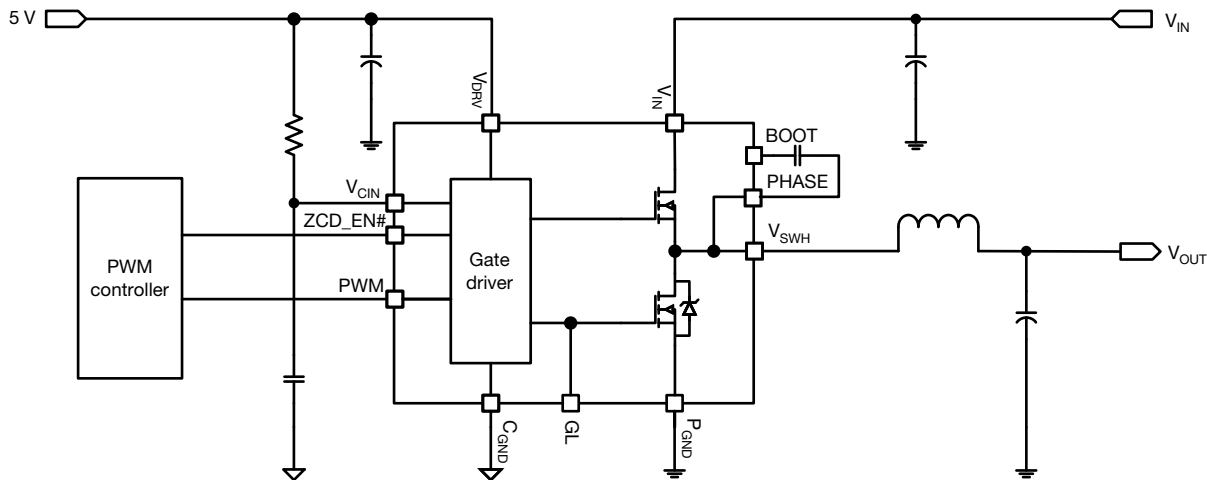 5 V
V_IN
V_DRV
V_IN
BOOT
PHASE
V_CIN
ZCD_EN#
V_SWH
V_OUT
PWM
controller
Gate
driver
PWM
C_GND
GL
P_GND